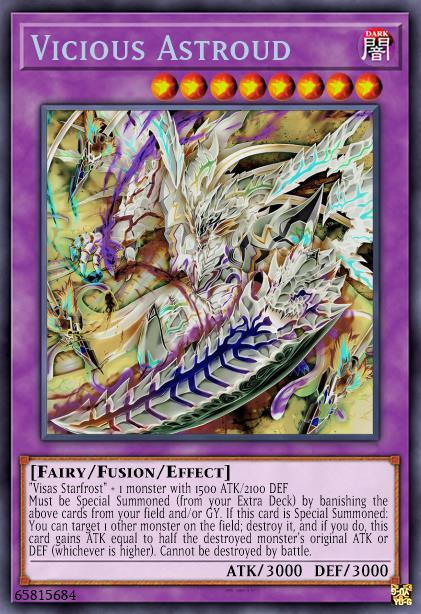 Vicious Astroud
DARK
闇
[Fairy/Fusion/Effect]
"Visas Starfrost" + 1 monster with 1500 ATK/2100 DEF
Must be Special Summoned (from your Extra Deck) by banishing the
above cards from your field and/or GY. If this card is Special Summoned:
You can target 1 other monster on the field; destroy it, and if you do, this
card gains ATK equal to half the destroyed monster's original ATK or
DEF (whichever is higher). Cannot be destroyed by battle.
ATK/3000 DEF/3000
65815684